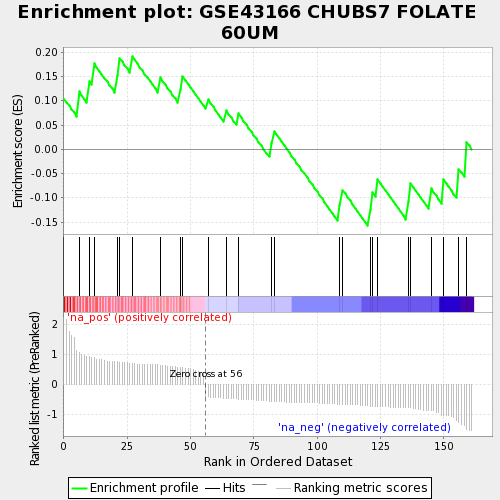 Enrichment plot: GSE43166 CHUBS7 FOLATE
60UM
Enrichment score (ES)
0.20
0.15
0.10
0.05
0.00
-0.05
-0.10
-0.15
'na_pos' (positively correlated)
Ranked list metric (PreRanked)
2
1
0
-1
Zero cross at 56
'na_neg' (negatively correlated)
0
25
50
75
100
125
150
Rank in Ordered Dataset
Enrichment profile
Hits
Ranking metric scores